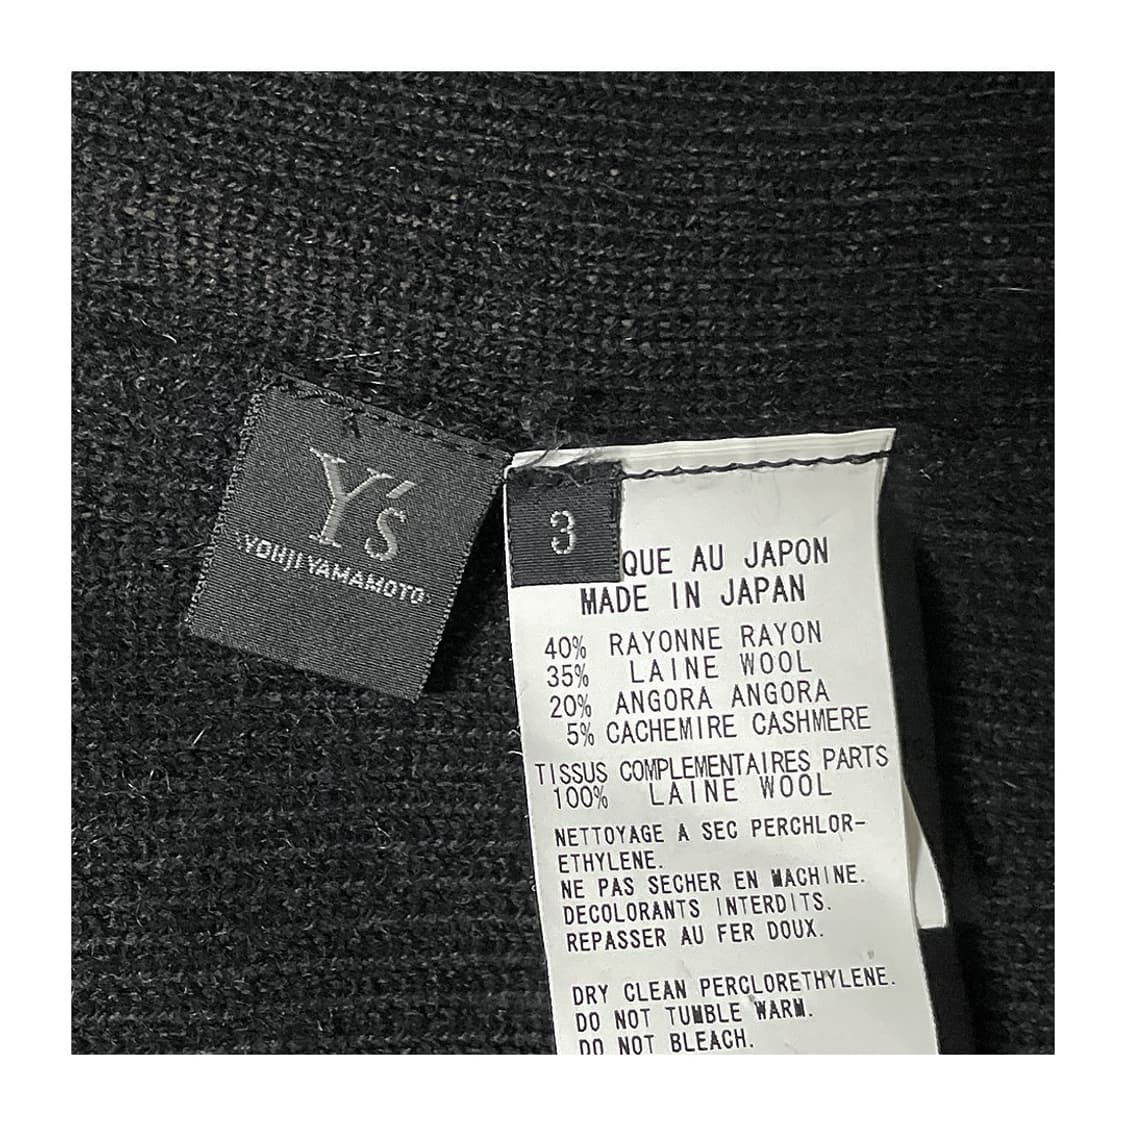 Y's
YOHJI YAMAMOTO
3
QUE AU JAPON
MADE IN JAPAN
40% RAYONNE RAYON
35% LAINE WOOL
20% ANGORA ANGORA
5% CACHEMIRE CASHMERE
TISSUS COMPLEMENTAIRES PARTS
100% LAINE WOOL
NETTOYAGE A SEC PERCHLOR-
ETHYLENE.
NE PAS SECHER EN MACHINE.
DECOLORANTS INTERDITS.
REPASSER AU FER DOUX.
DRY CLEAN PERCLORETHYLENE.
DO NOT TUMBLE WARM.
DO NOT BLEACH.